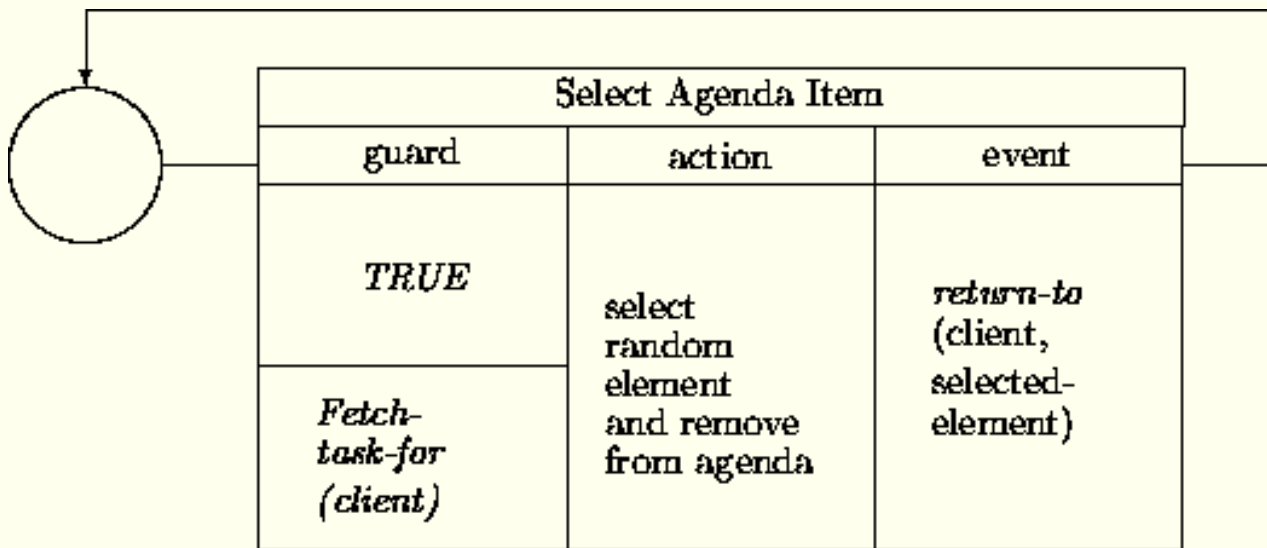 Select Agenda Item
guard
action
event
TRUE
Fetch-
task-for
(client)
select
random
element
and remove
from agenda
return-to
(client,
selected-
element)